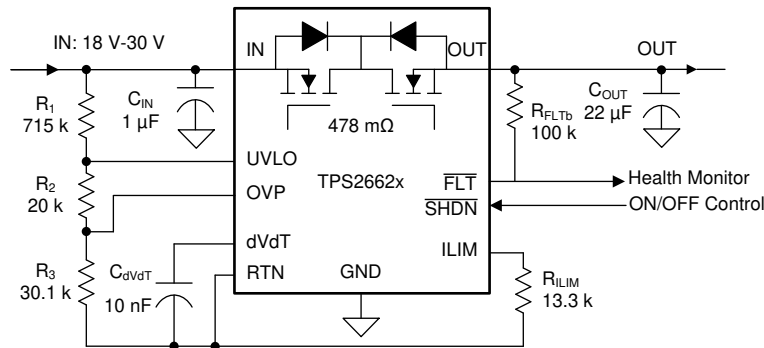 IN: 18 V-30 V
IN
OUT
OUT
R1
715 k
CIN
1 µF
478 mΩ
RFLTb
100 k
COUT
22 µF
UVLO
R2
20 k
OVP
TPS2662x
FLT
Health Monitor
SHDN
ON/OFF Control
dVdT
CdVdT
10 nF
R3
30.1 k
RTN
GND
ILIM
RILIM
13.3 k